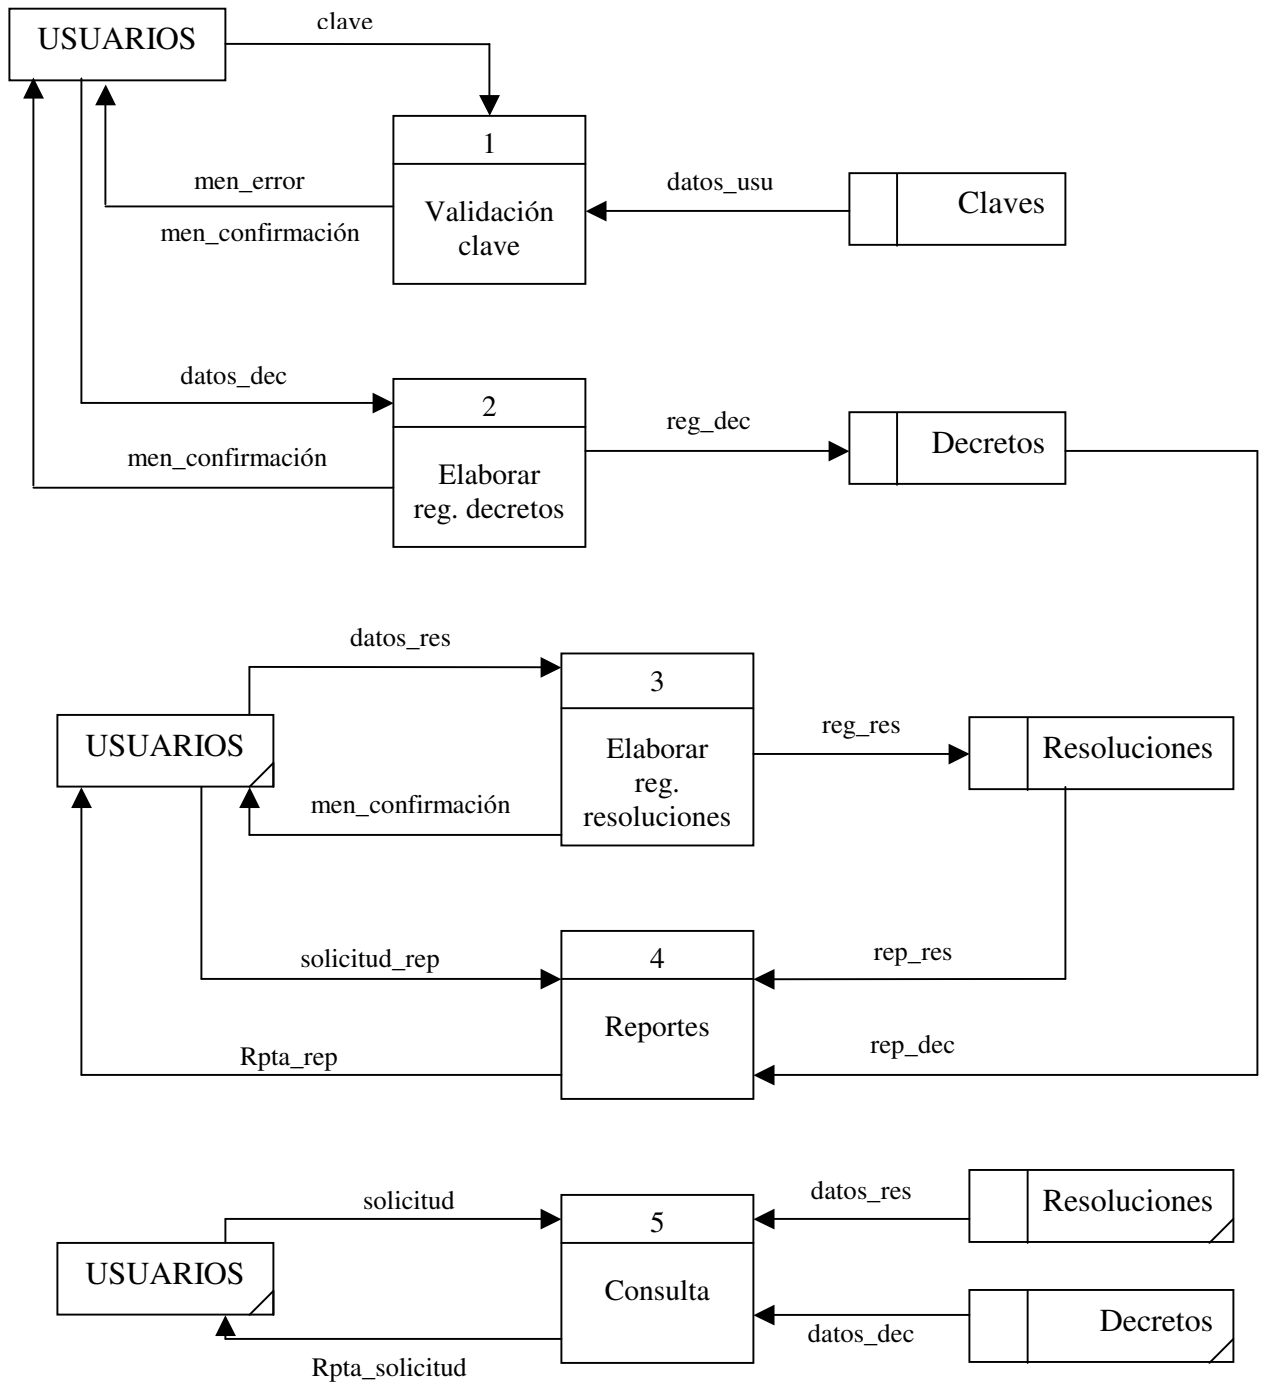 clave
USUARIOS
1
men_error
datos_usu
Claves
Validación
men_confirmación
clave
datos_dec
2
reg_dec
Decretos
men_confirmación
Elaborar
reg. decretos
datos_res
3
reg_res
USUARIOS
Elaborar
Resoluciones
reg.
men_confirmación
resoluciones
solicitud_rep
4
rep_res
Reportes
Rpta_rep
rep_dec
solicitud
datos_res
Resoluciones
5
USUARIOS
Consulta
Decretos
datos_dec
Rpta_solicitud